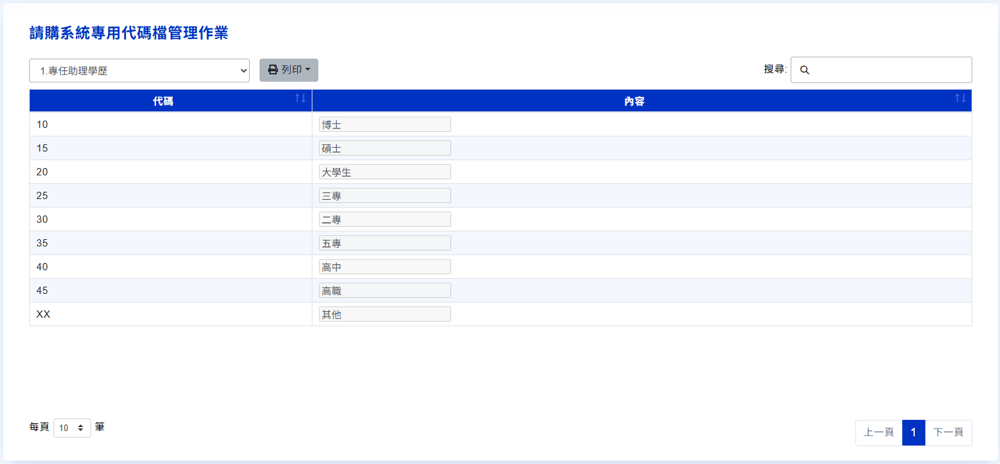 請購系統專用代碼檔管理作業
1.專任助理學歷 列印 搜尋:
代碼 內容
10 博士
15 碩士
20 大學生
25 三專
30 二專
35 五專
40 高中
45 高職
XX 其他
每頁 10 筆 上一頁 1 下一頁